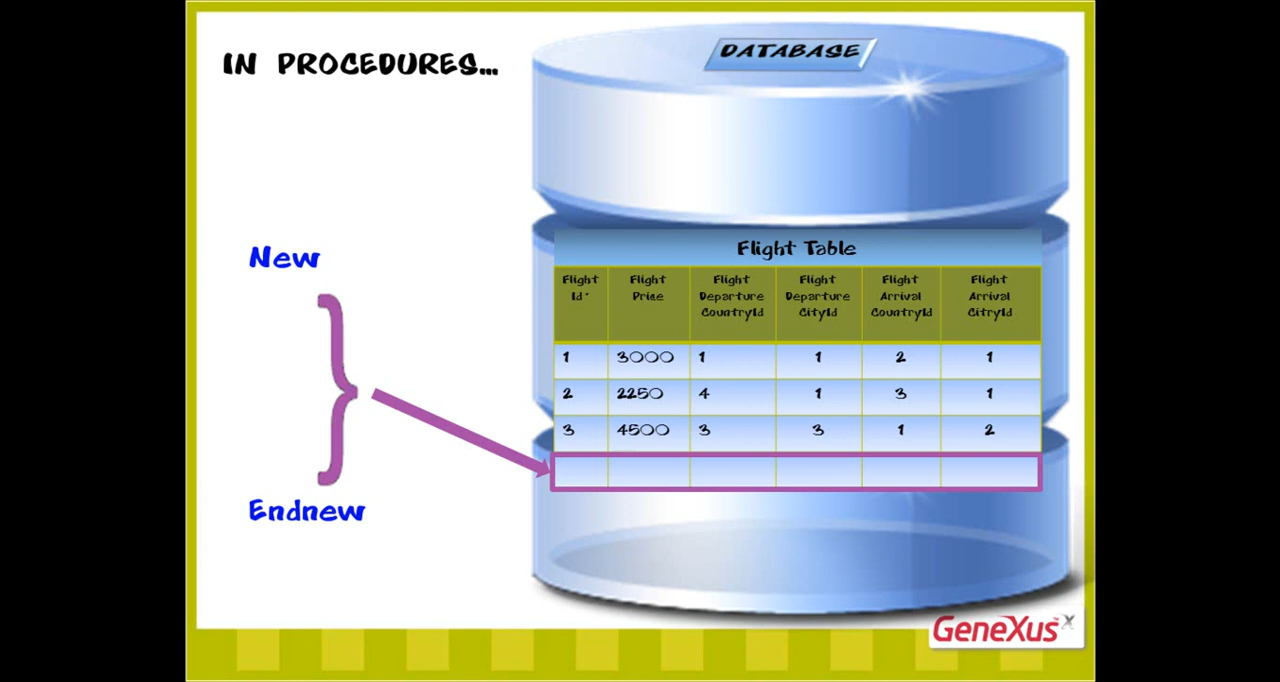 IN PROCEDURES...
DATABASE
New
Endnew
Flight Table
Flight Id* Flight Price Flight Departure CountryId Flight Departure CityId Flight Arrival CountryId Flight Arrival CitryId
1 3000 1 1 2 1
2 2250 4 1 3 1
3 4500 3 3 1 2
GeneXus X